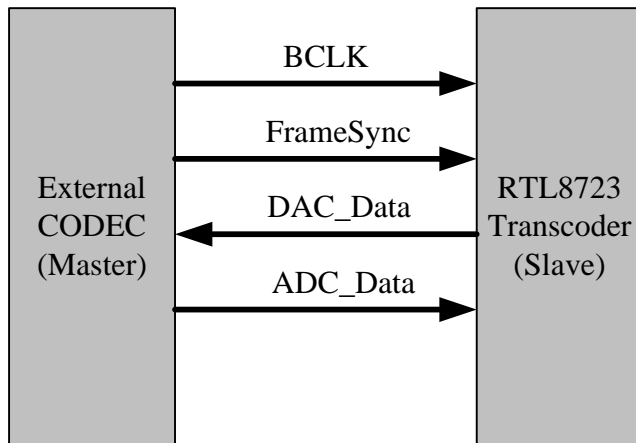 External
CODEC
(Master)
BCLK
FrameSync
DAC_Data
ADC_Data
RTL8723
Transcoder
(Slave)